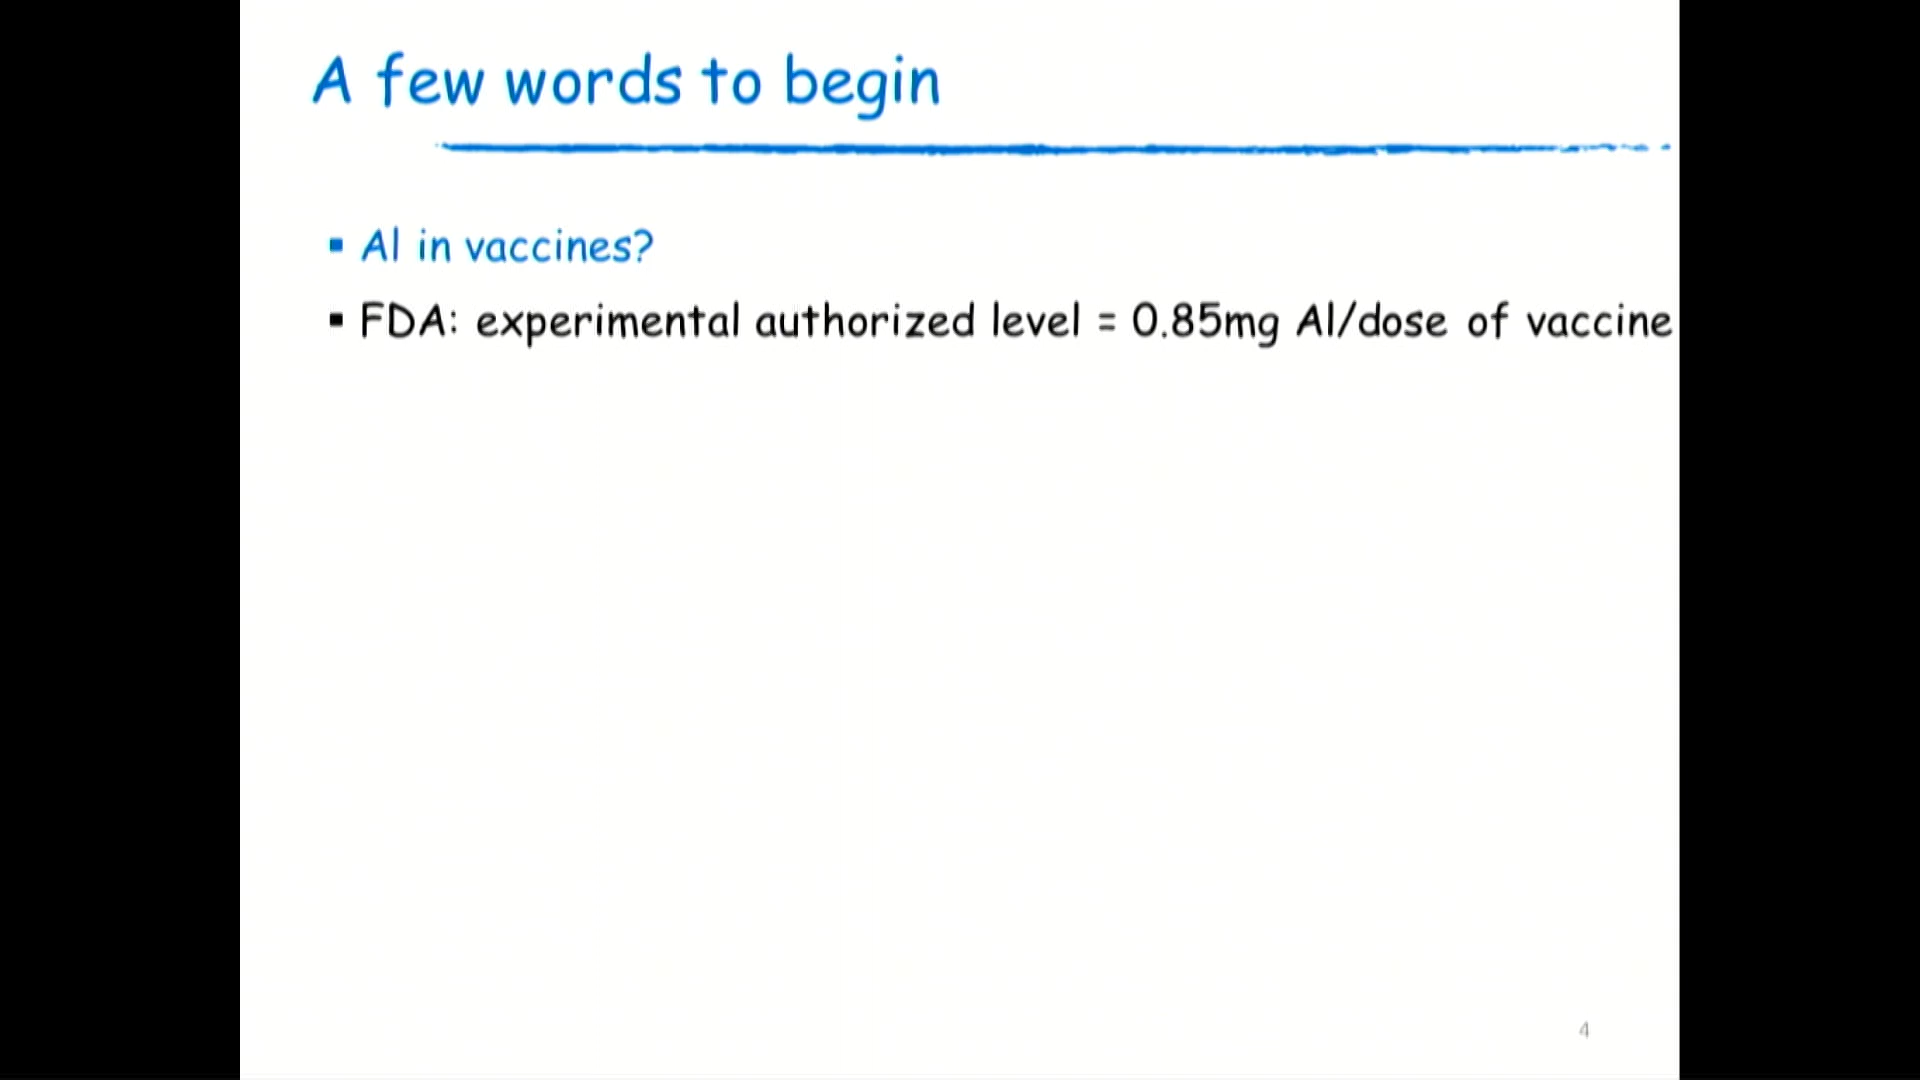 A few words to begin
▪ Al in vaccines?
▪ FDA: experimental authorized level = 0.85mg Al/dose of vaccine
4